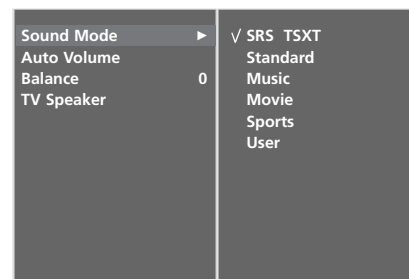 Sound Mode ►
Auto Volume
Balance 0
TV Speaker
√ SRS TSXT
Standard
Music
Movie
Sports
User